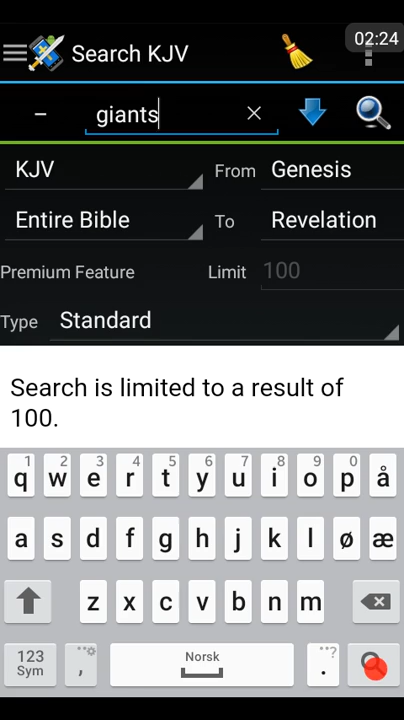 Search KJV
02:24
– giants ×
KJV From Genesis
Entire Bible To Revelation
Premium Feature Limit 100
Type Standard
Search is limited to a result of
100.
1 2 3 4 5 6 7 8 9 0
q w e r t y u i o p å
a s d f g h j k l ø æ
z x c v b n m
123 Norsk
Sym , . ?